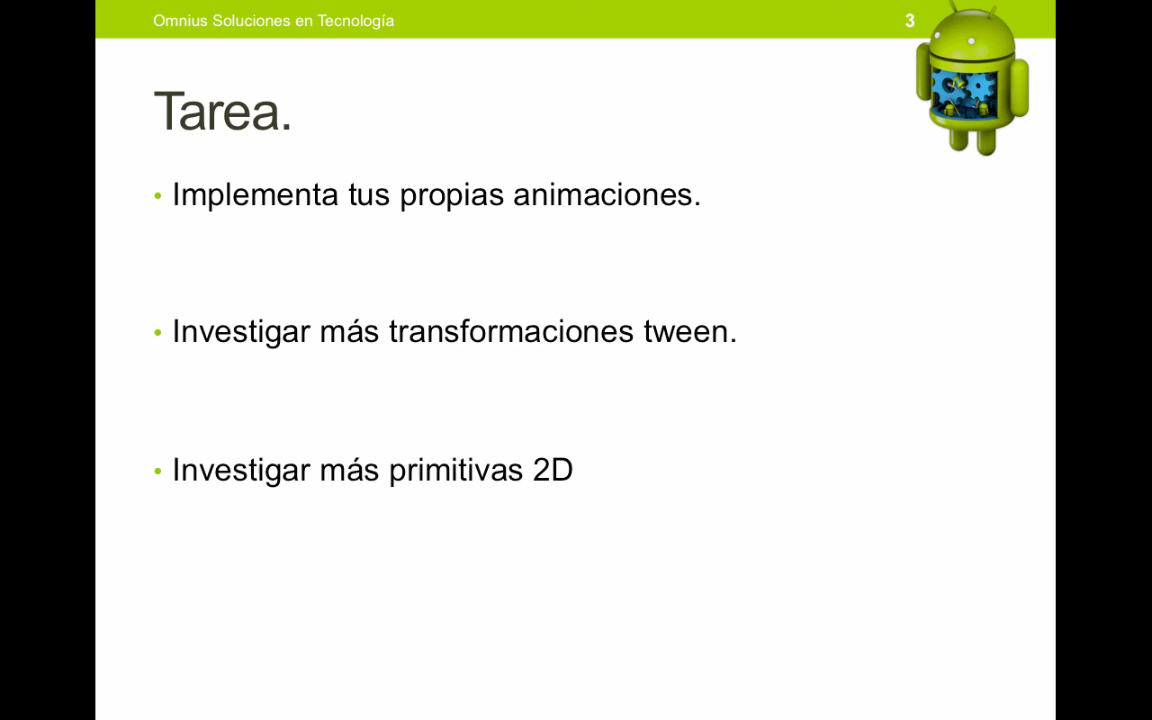 Omnius Soluciones en Tecnología
3
Tarea.
• Implementa tus propias animaciones.
• Investigar más transformaciones tween.
• Investigar más primitivas 2D